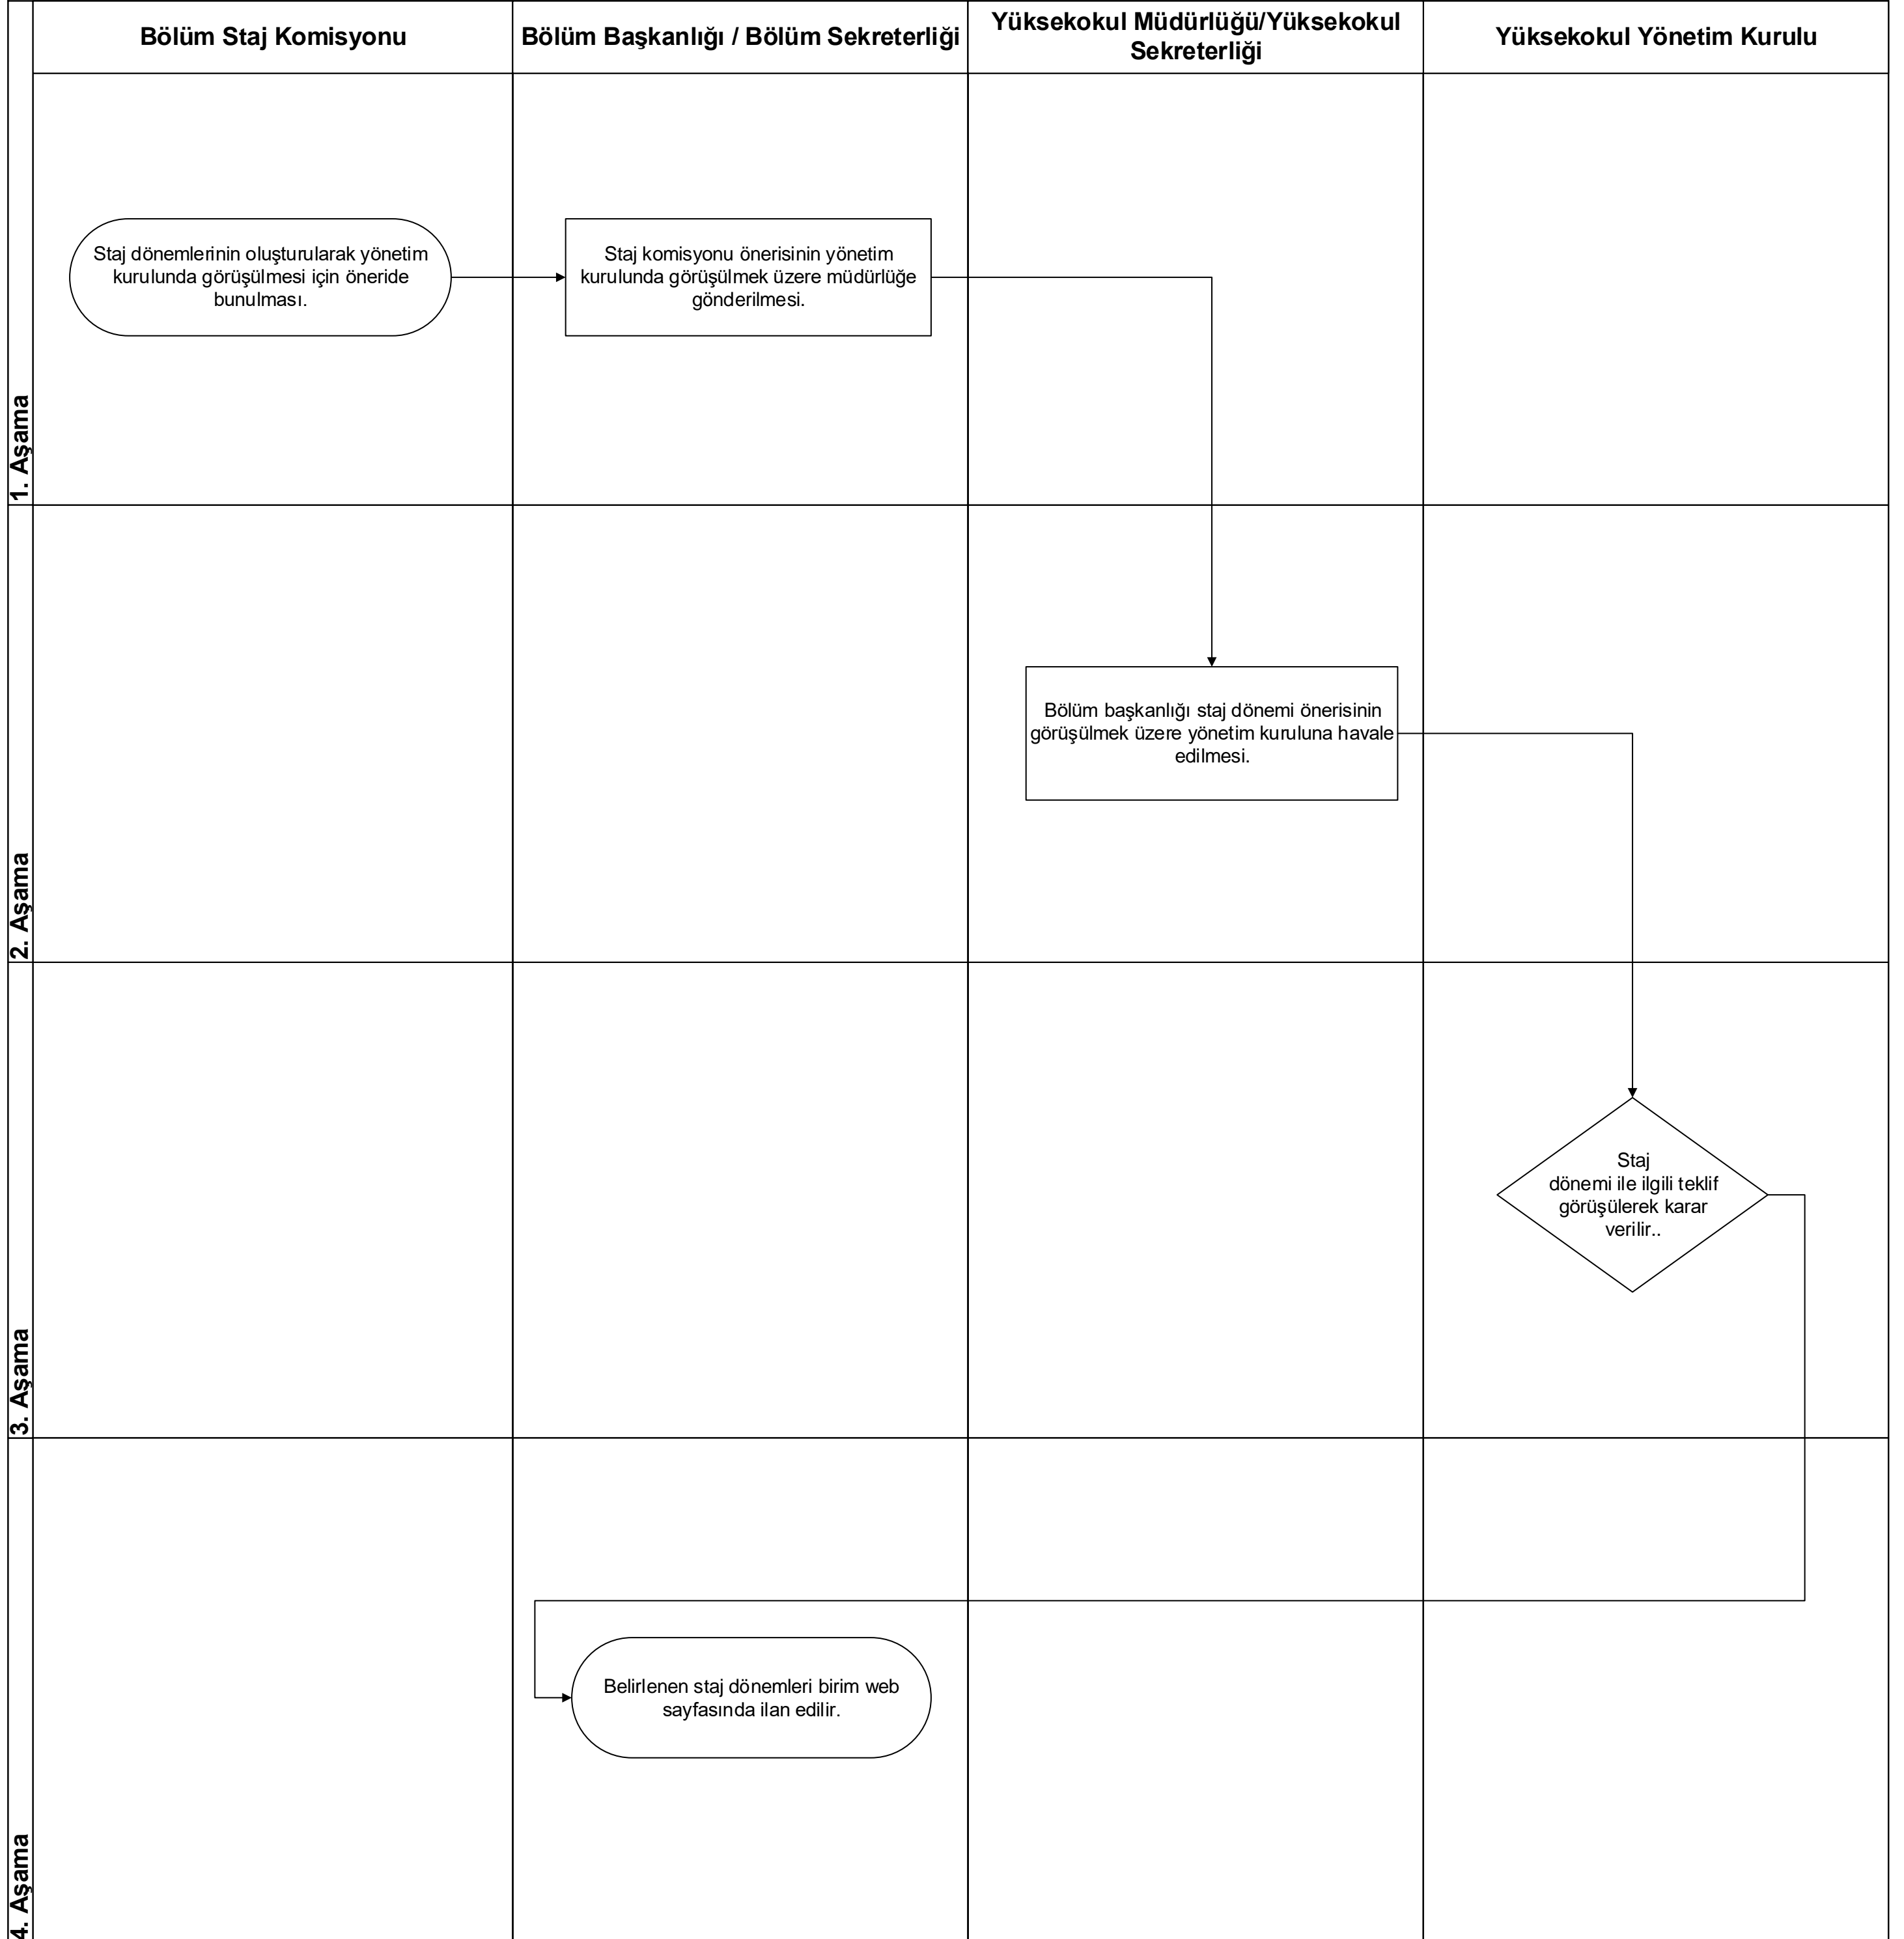 Bölüm Staj Komisyonu
Bölüm Başkanlığı / Bölüm Sekreterliği
Yüksekokul Müdürlüğü/Yüksekokul
Sekreterliği
Yüksekokul Yönetim Kurulu
1. Aşama
Staj dönemlerinin oluşturularak yönetim
kurulunda görüşülmesi için öneride
bunulması.
Staj komisyonu önerisinin yönetim
kurulunda görüşülmek üzere müdürlüğe
gönderilmesi.
2. Aşama
Bölüm başkanlığı staj dönemi önerisinin
görüşülmek üzere yönetim kuruluna havale
edilmesi.
3. Aşama
Staj
dönemi ile ilgili teklif
görüşülerek karar
verilir..
4. Aşama
Belirlenen staj dönemleri birim web
sayfasında ilan edilir.